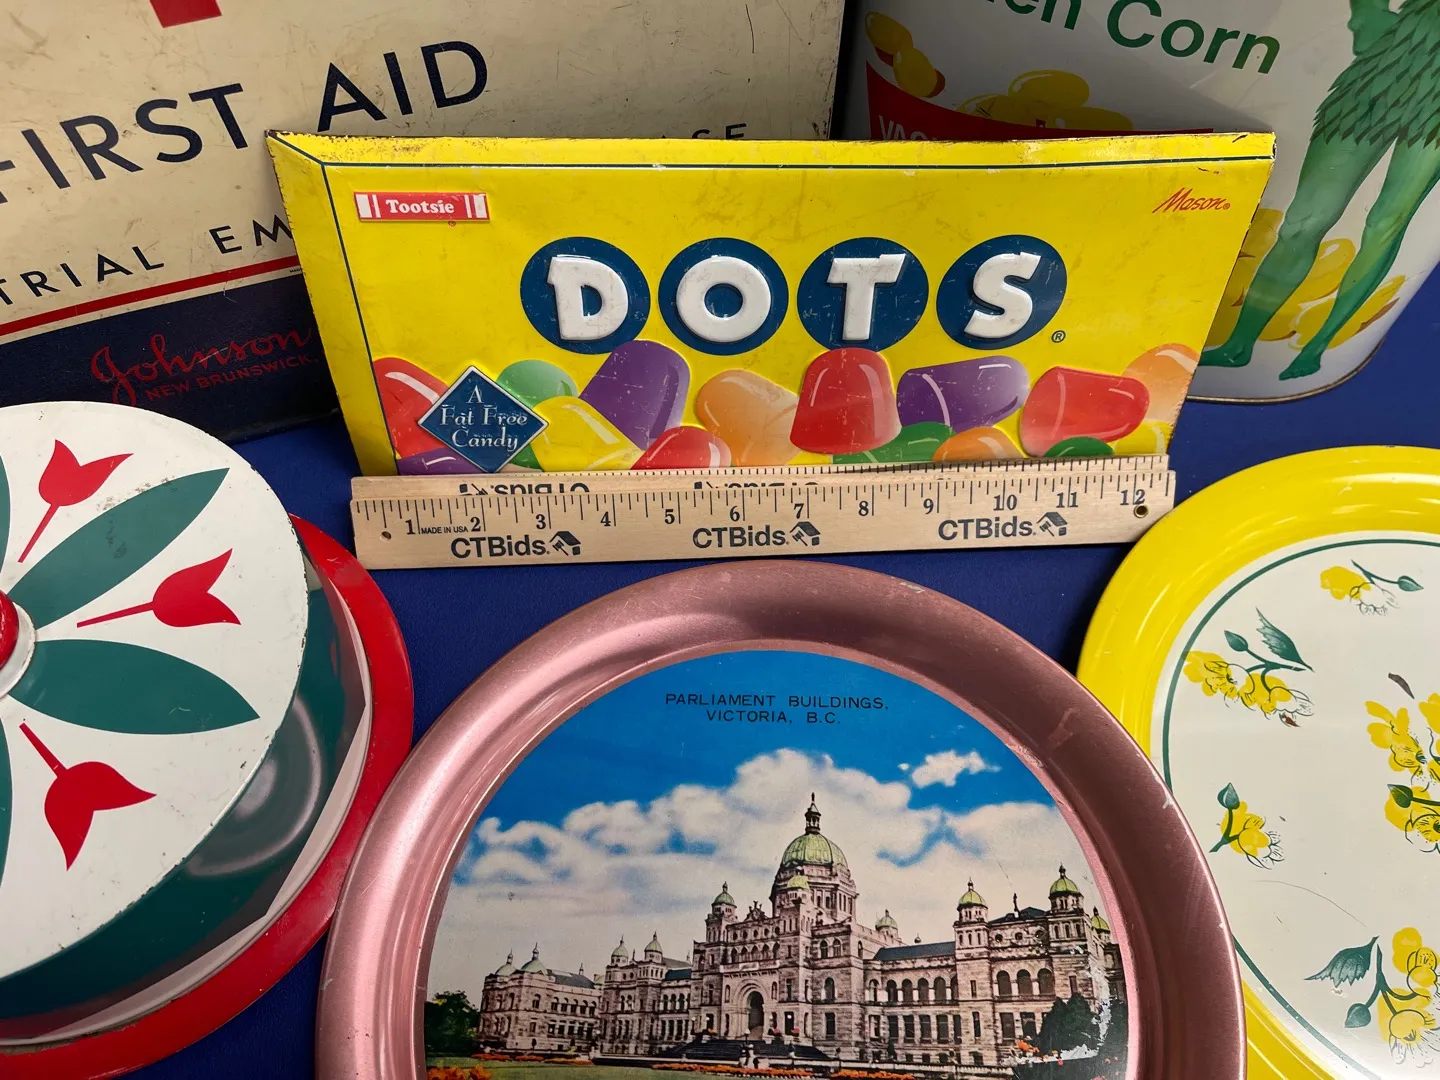 FIRST AID
TRIAL EM
Johnson
NEW BRUNSWICK,
en Corn
Tootsie
Mason®
DOTS®
A
Fat Free
Candy
1 2 3 4 5 6 7 8 9 10 11 12
MADE IN USA
CTBids. CTBids. CTBids.
PARLIAMENT BUILDINGS,
VICTORIA, B.C.